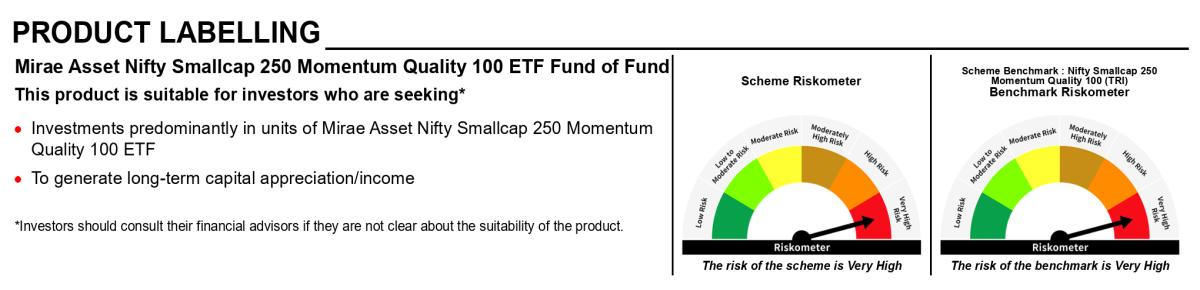 PRODUCT LABELLING
Mirae Asset Nifty Smallcap 250 Momentum Quality 100 ETF Fund of Fund
This product is suitable for investors who are seeking*
• Investments predominantly in units of Mirae Asset Nifty Smallcap 250 Momentum
Quality 100 ETF
• To generate long-term capital appreciation/income
*Investors should consult their financial advisors if they are not clear about the suitability of the product.
Scheme Riskometer
Low Risk
Low to
Moderate Risk
Moderate Risk
Moderately
High Risk
High Risk
Very High
Risk
Riskometer
The risk of the scheme is Very High
Scheme Benchmark : Nifty Smallcap 250
Momentum Quality 100 (TRI)
Benchmark Riskometer
Low Risk
Low to
Moderate Risk
Moderate Risk
Moderately
High Risk
High Risk
Very High
Risk
Riskometer
The risk of the benchmark is Very High